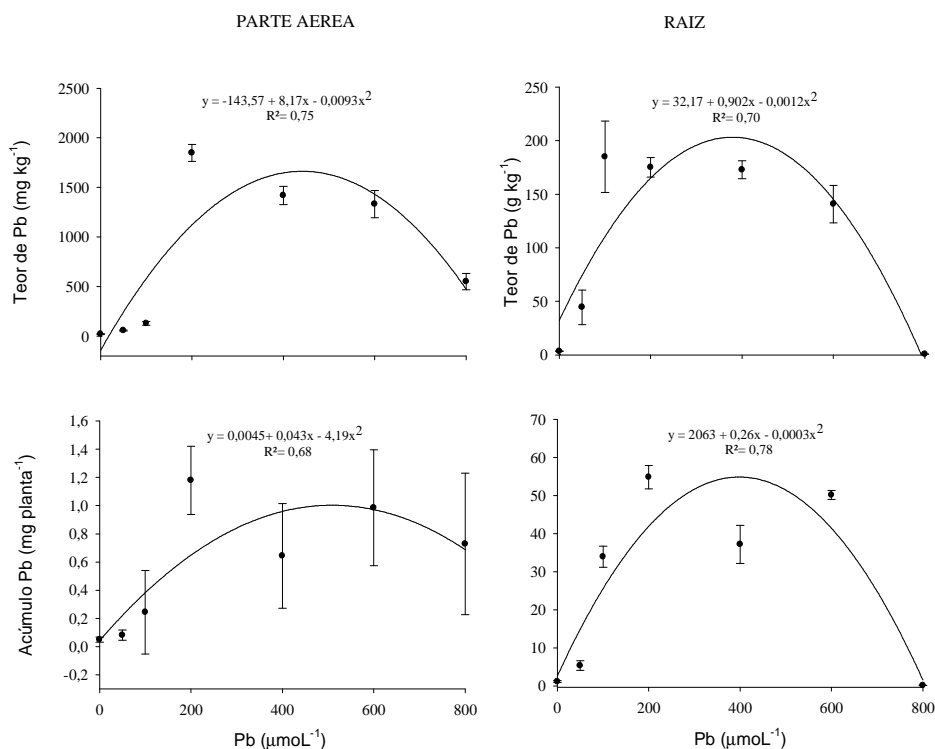 PARTE AEREA
RAIZ
y = -143,57 + 8,17x - 0,0093x²
R²= 0,75
Teor de Pb (mg kg⁻¹)
2500
2000
1500
1000
500
0
y = 32,17 + 0,902x - 0,0012x²
R²= 0,70
Teor de Pb (g kg⁻¹)
250
200
150
100
50
0
0 200 400 600 800
y = 0,0045+ 0,043x - 4,19x²
R²= 0,68
Acúmulo Pb (mg planta⁻¹)
1,6
1,4
1,2
1,0
0,8
0,6
0,4
0,2
0,0
-0,2
0 200 400 600 800
Pb (μmoL⁻¹)
y = 2063 + 0,26x - 0,0003x²
R²= 0,78
70
60
50
40
30
20
10
0
0 200 400 600 800
Pb (μmoL⁻¹)